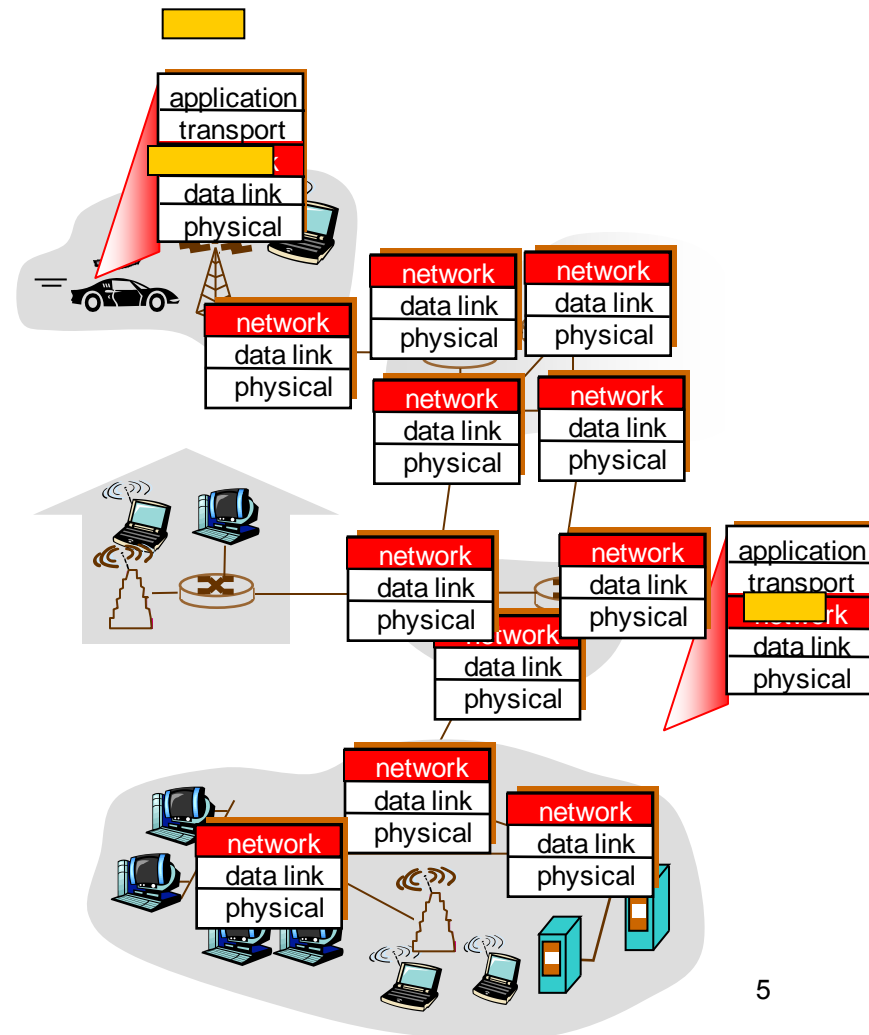 application
transport
data link
physical
network
data link
physical
network
data link
physical
network
data link
physical
network
data link
physical
network
data link
physical
network
data link
physical
network
data link
physical
network
data link
physical
application
transport
network
data link
physical
network
data link
physical
network
data link
physical
network
data link
physical
5